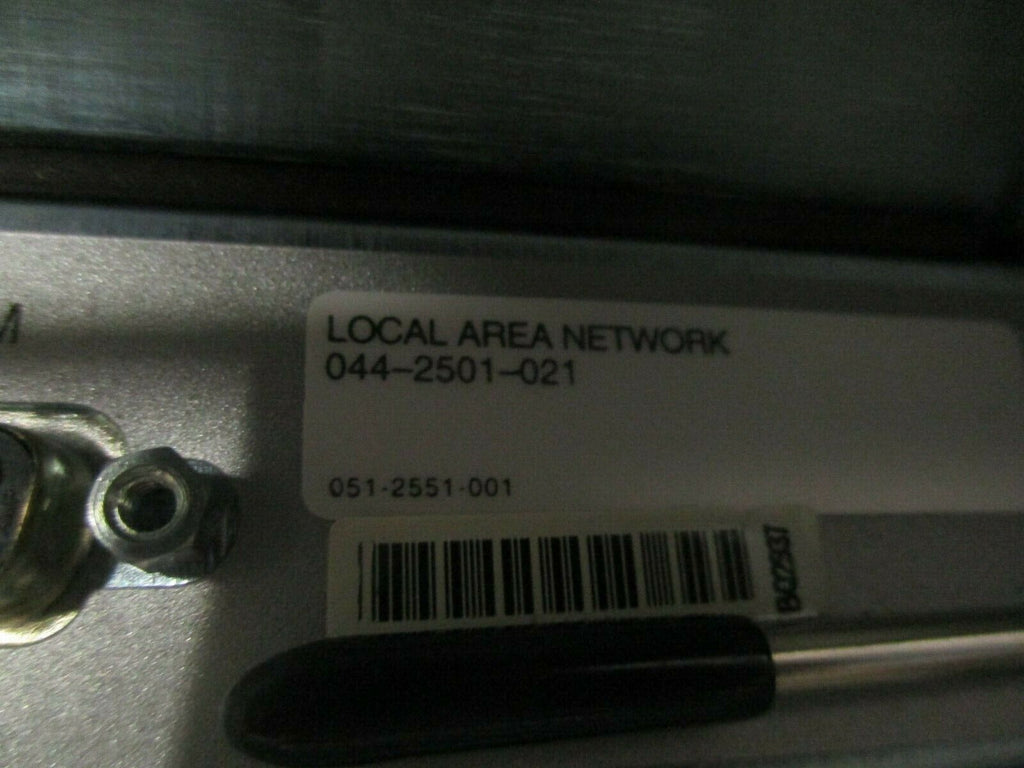 M
LOCAL AREA NETWORK
044-2501-021
051-2551-001